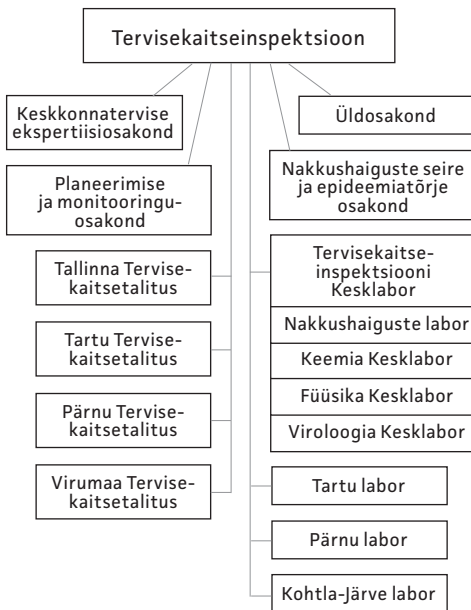 Tervisekaitseinspektsioon
Keskkonnatervise
ekspertiisiosakond
Üldosakond
Planeerimise
ja monitooringu-
osakond
Nakkushaiguste seire
ja epideemiatõrje
osakond
Tallinna Tervise-
kaitsetalitus
Tartu Tervise-
kaitsetalitus
Pärnu Tervise-
kaitsetalitus
Virumaa Tervise-
kaitsetalitus
Tervisekaitse-
inspektsiooni
Kesklabor
Nakkushaiguste labor
Keemia Kesklabor
Füüsika Kesklabor
Viroloogia Kesklabor
Tartu labor
Pärnu labor
Kohtla-Järve labor